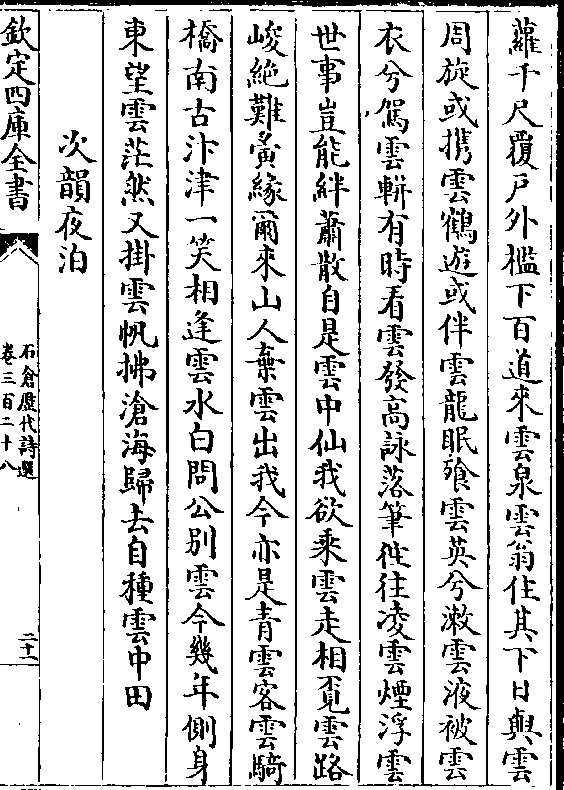 蘿千尺覆戶外檻下百道來雲泉雲翁住其下日與雲
周旋或携雲鶴遊或伴雲龍眠飱雲英兮潄雲液被雲
衣兮駕雲軿有時看雲發高詠落筆徃往凌雲煙浮雲
世事豈能絆蕭散自是雲中仙我欲乘雲走相覔雲路
峻絶難夤緣爾來山人棄雲出我今亦是青雲客雲騎
橋南古汴津一笑相逢雲水白問公别雲今幾年側身
東望雲茫然又掛雲帆拂滄海歸去自種雲中田
次韻夜泊
欽定四庫全書
石倉歷代詩選
卷三百二十八
二十一